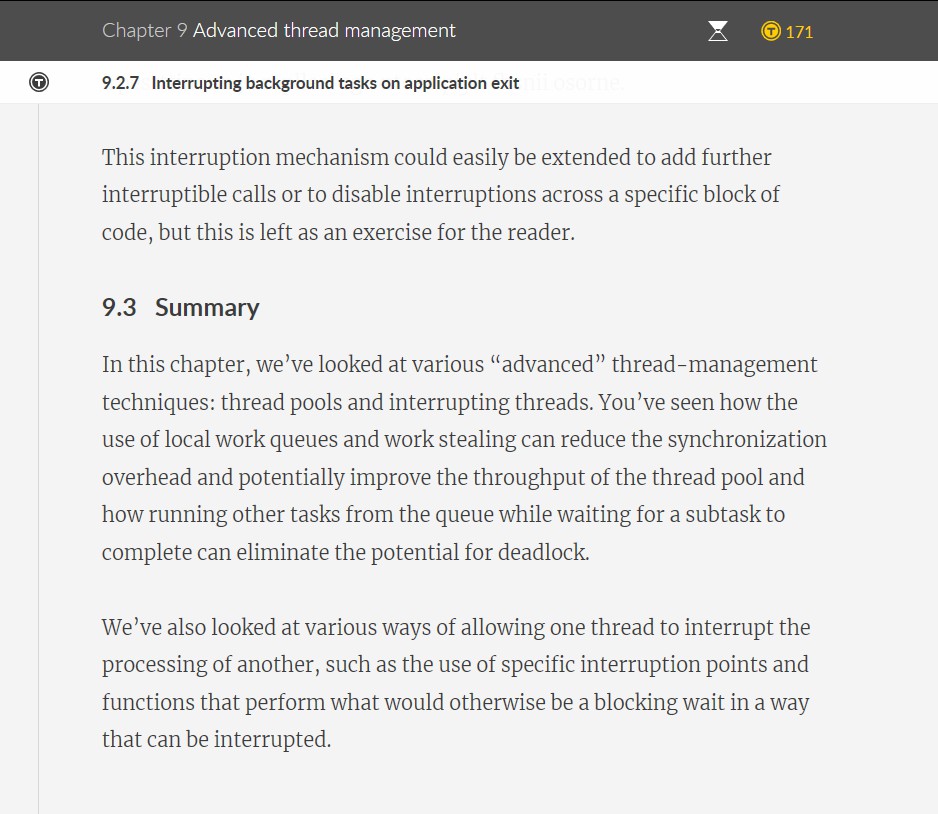 Chapter 9 Advanced thread management
171
9.2.7 Interrupting background tasks on application exit
This interruption mechanism could easily be extended to add further
interruptible calls or to disable interruptions across a specific block of
code, but this is left as an exercise for the reader.
9.3 Summary
In this chapter, we’ve looked at various “advanced” thread-management
techniques: thread pools and interrupting threads. You’ve seen how the
use of local work queues and work stealing can reduce the synchronization
overhead and potentially improve the throughput of the thread pool and
how running other tasks from the queue while waiting for a subtask to
complete can eliminate the potential for deadlock.
We’ve also looked at various ways of allowing one thread to interrupt the
processing of another, such as the use of specific interruption points and
functions that perform what would otherwise be a blocking wait in a way
that can be interrupted.